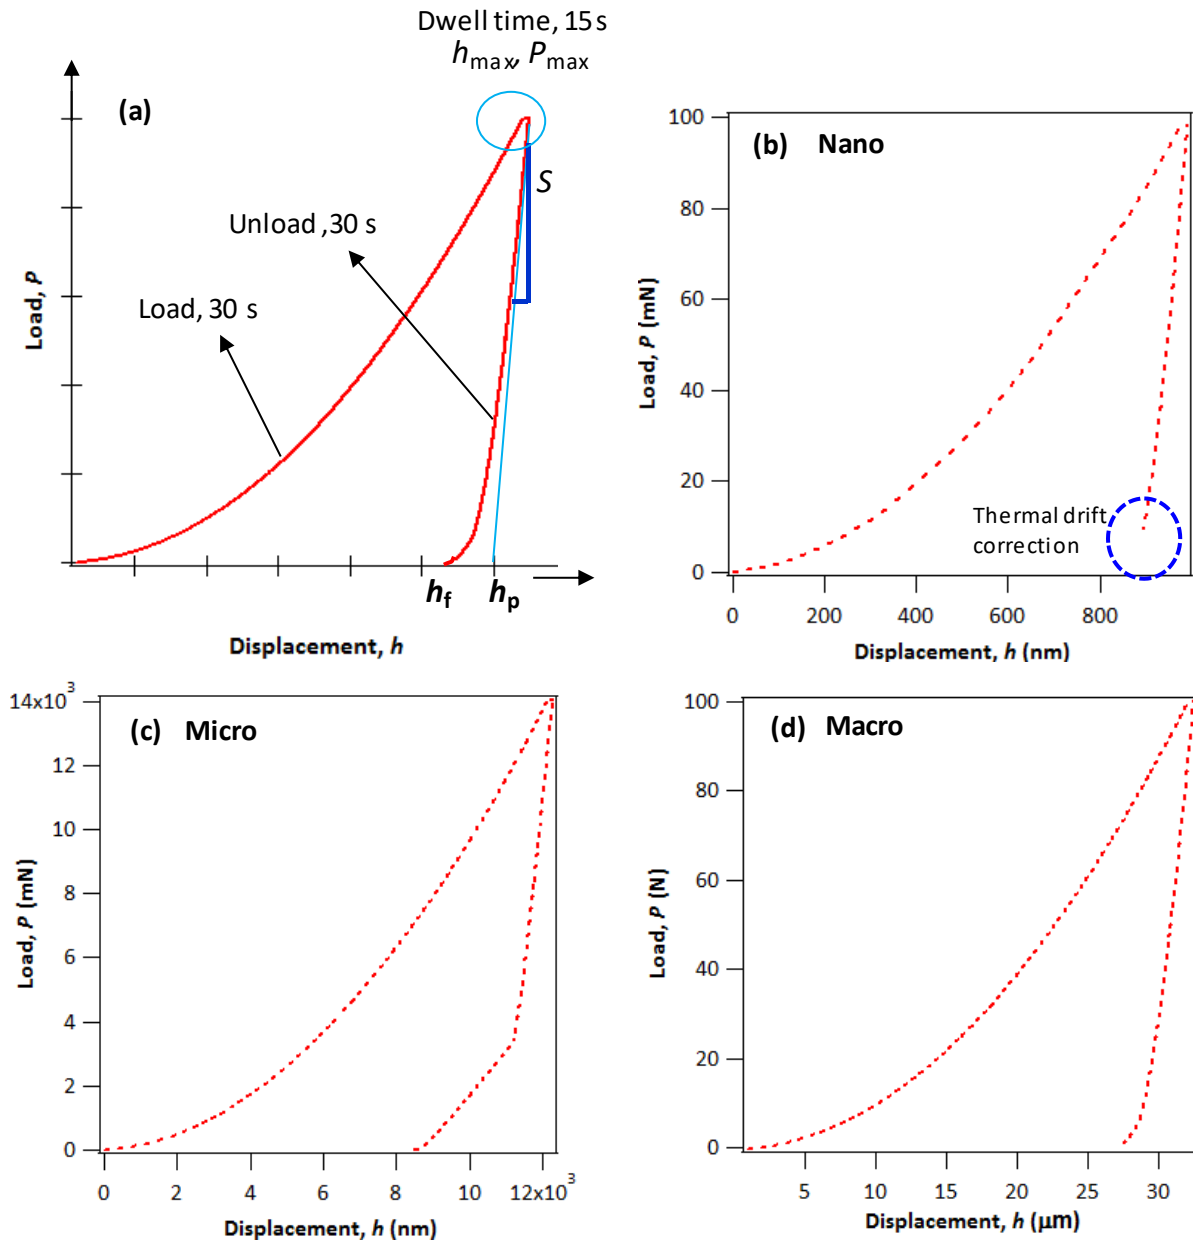 Dwell time, 15 s
hmax, Pmax
(a)
S
Unload ,30 s
Load, 30 s
Load, P
hf
hp
Displacement, h
(b) Nano
100
80
60
40
20
0
Load, P (mN)
Thermal drift
correction
0 200 400 600 800
Displacement, h (nm)
(c) Micro
14x10³
12
10
8
6
4
2
0
Load, P (mN)
0 2 4 6 8 10 12x10³
Displacement, h (nm)
(d) Macro
100
80
60
40
20
0
Load, P (N)
5 10 15 20 25 30
Displacement, h (μm)